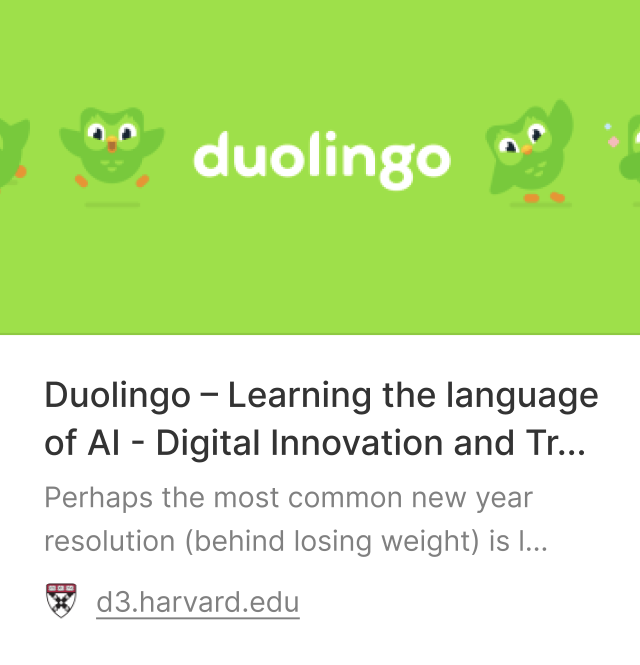 duolingo
Duolingo – Learning the language
of AI - Digital Innovation and Tr...
Perhaps the most common new year
resolution (behind losing weight) is l...
d3.harvard.edu